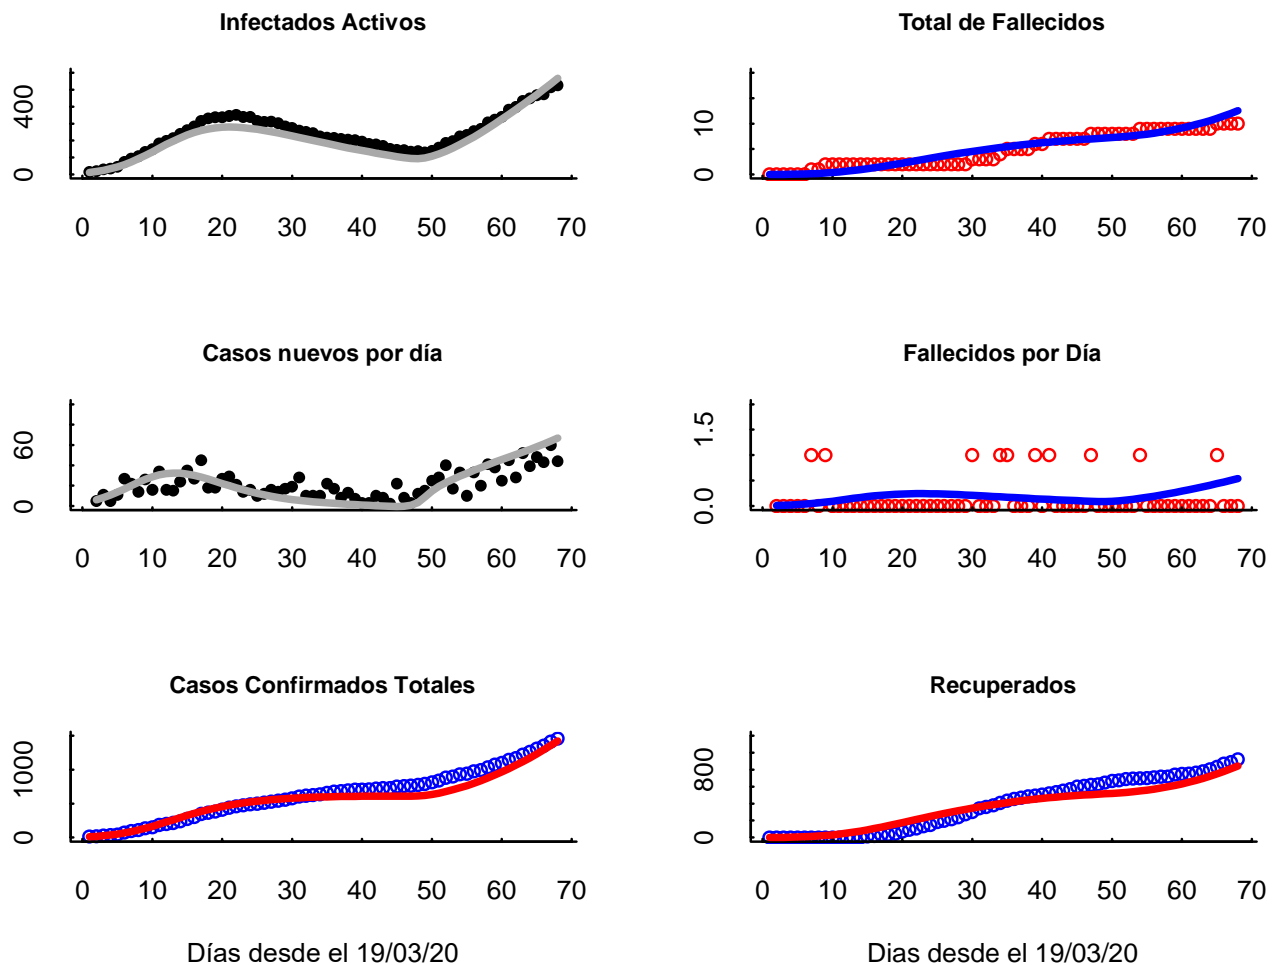 Infectados Activos
400
0
0 10 20 30 40 50 60 70
Total de Fallecidos
10
0
0 10 20 30 40 50 60 70
Casos nuevos por día
60
0
0 10 20 30 40 50 60 70
Fallecidos por Día
1.5
0.0
0 10 20 30 40 50 60 70
Casos Confirmados Totales
1000
0
0 10 20 30 40 50 60 70
Días desde el 19/03/20
Recuperados
600
0
0 10 20 30 40 50 60 70
Dias desde el 19/03/20